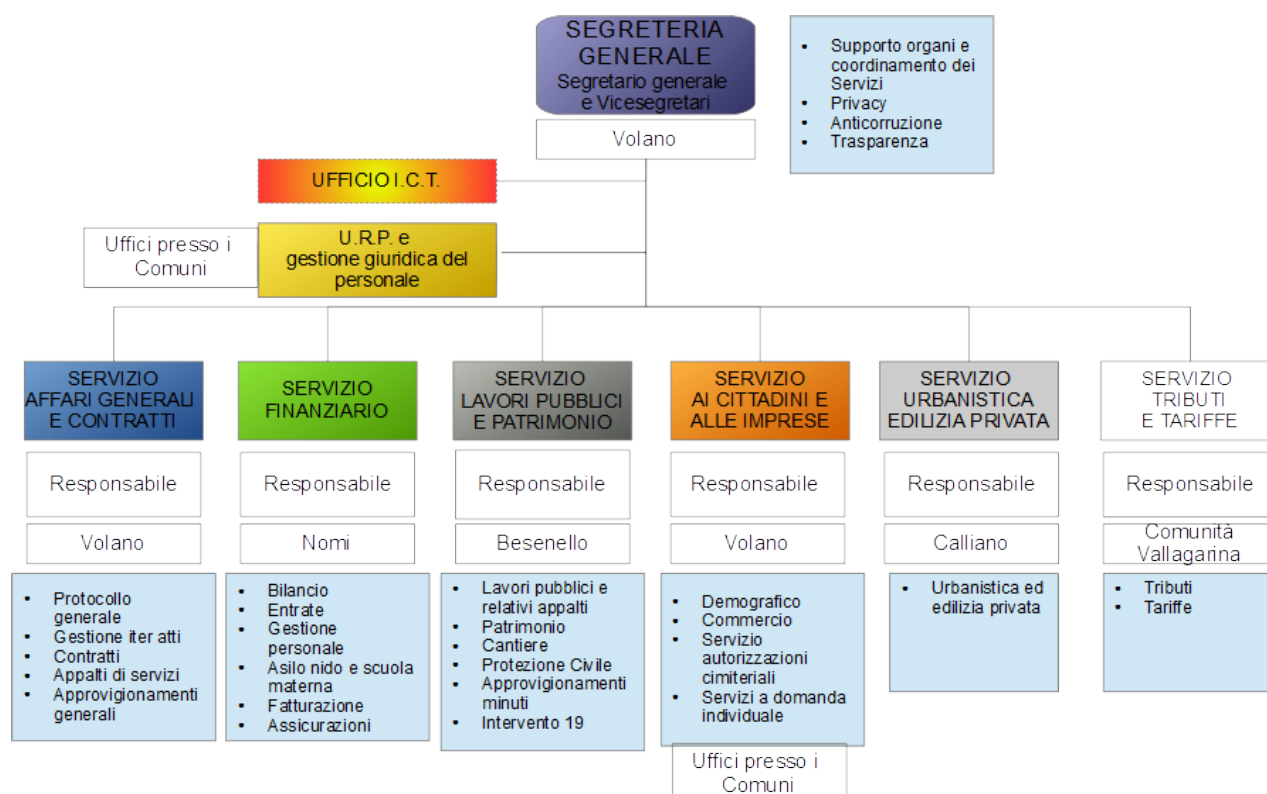 SEGRETERIA
GENERALE
Segretario generale
e Vicesegretari
Volano
• Supporto organi e
coordinamento dei
Servizi
• Privacy
• Anticorruzione
• Trasparenza
UFFICIO I.C.T.
Uffici presso i
Comuni
U.R.P. e
gestione giuridica del
personale
SERVIZIO
AFFARI GENERALI
E CONTRATTI
Responsabile
Volano
• Protocollo
generale
• Gestione iter atti
• Contratti
• Appalti di servizi
• Approvigionamenti
generali
SERVIZIO
FINANZIARIO
Responsabile
Nomi
• Bilancio
• Entrate
• Gestione
personale
• Asilo nido e scuola
materna
• Fatturazione
• Assicurazioni
SERVIZIO
LAVORI PUBBLICI
E PATRIMONIO
Responsabile
Besenello
• Lavori pubblici e
relativi appalti
• Patrimonio
• Cantiere
• Protezione Civile
• Approvigionamenti
minuti
• Intervento 19
SERVIZIO
AI CITTADINI E
ALLE IMPRESE
Responsabile
Volano
• Demografico
• Commercio
• Servizio
autorizzazioni
cimiteriali
• Servizi a domanda
individuale
Uffici presso i
Comuni
SERVIZIO
URBANISTICA
EDILIZIA PRIVATA
Responsabile
Calliano
• Urbanistica ed
edilizia privata
SERVIZIO
TRIBUTI
E TARIFFE
Responsabile
Comunità
Vallagarina
• Tributi
• Tariffe